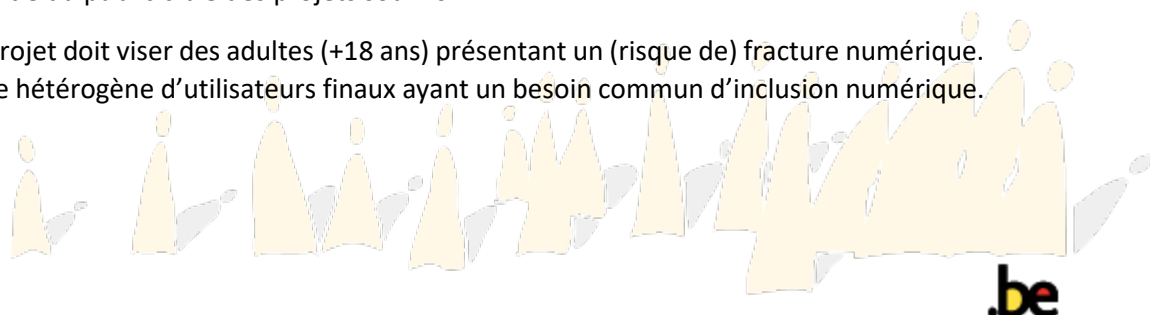 rojet doit viser des adultes (+18 ans) présentant un (risque de) fracture numérique.
e hétérogène d’utilisateurs finaux ayant un besoin commun d’inclusion numérique.
.be